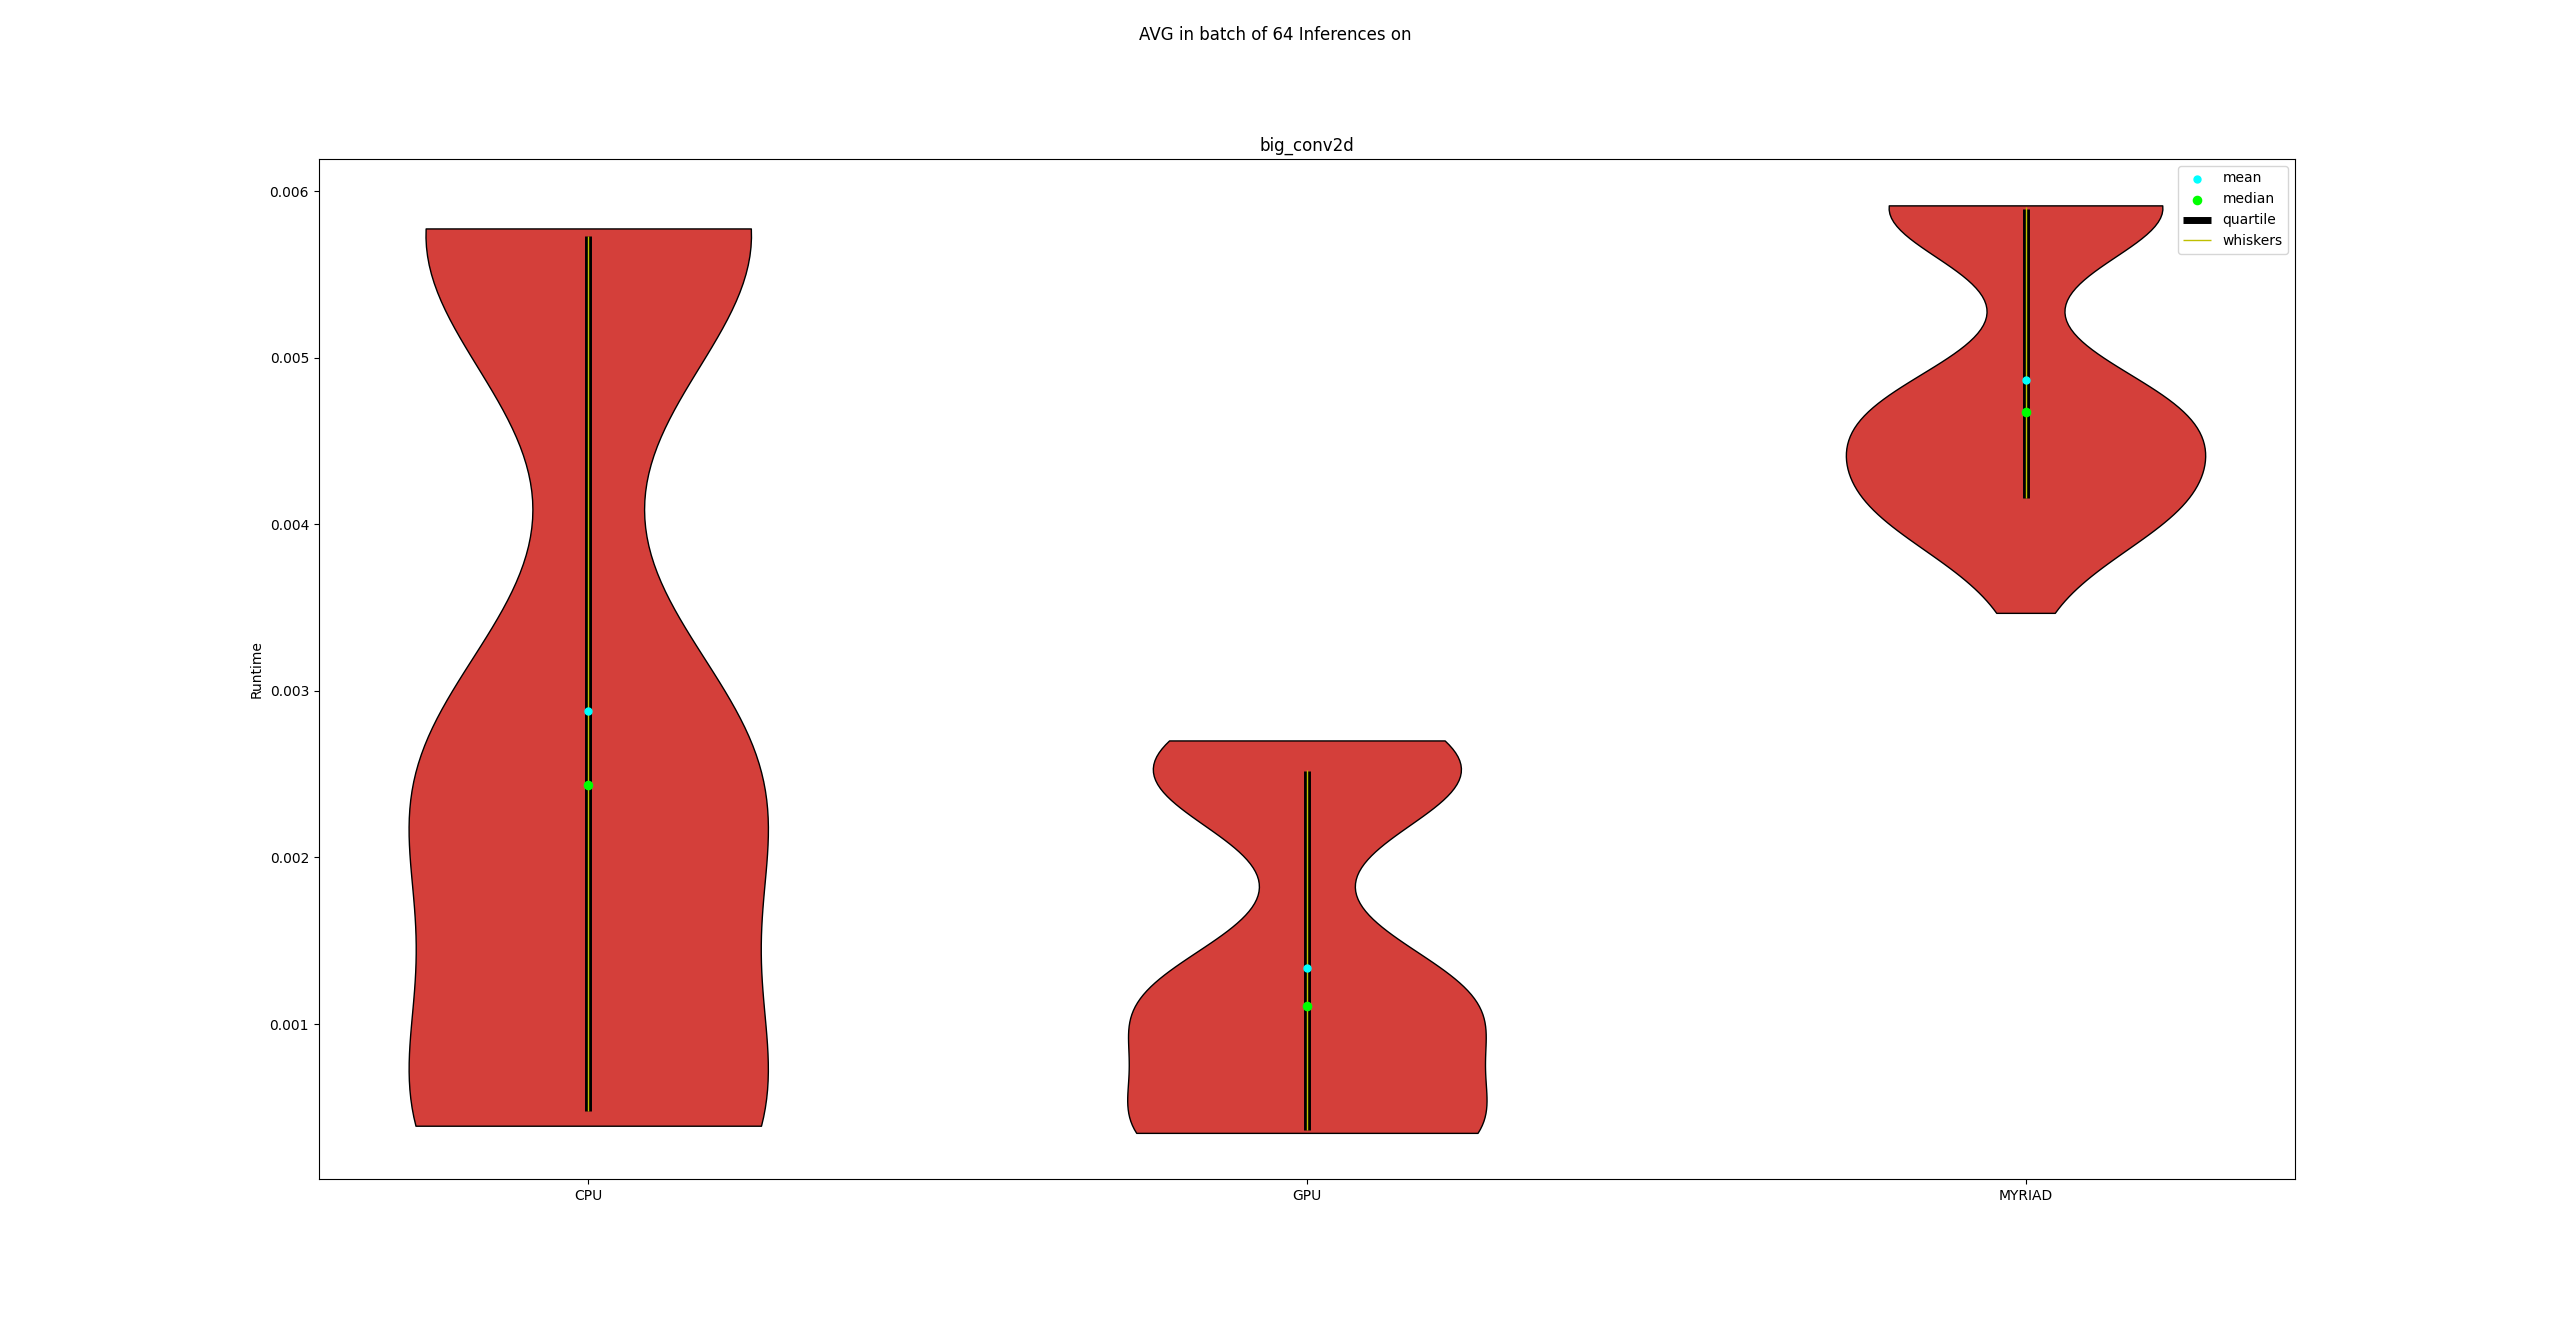 AVG in batch of 64 Inferences on
big_conv2d
mean
median
quartile
whiskers
0.006
0.005
0.004
0.003
0.002
0.001
Runtime
CPU GPU MYRIAD